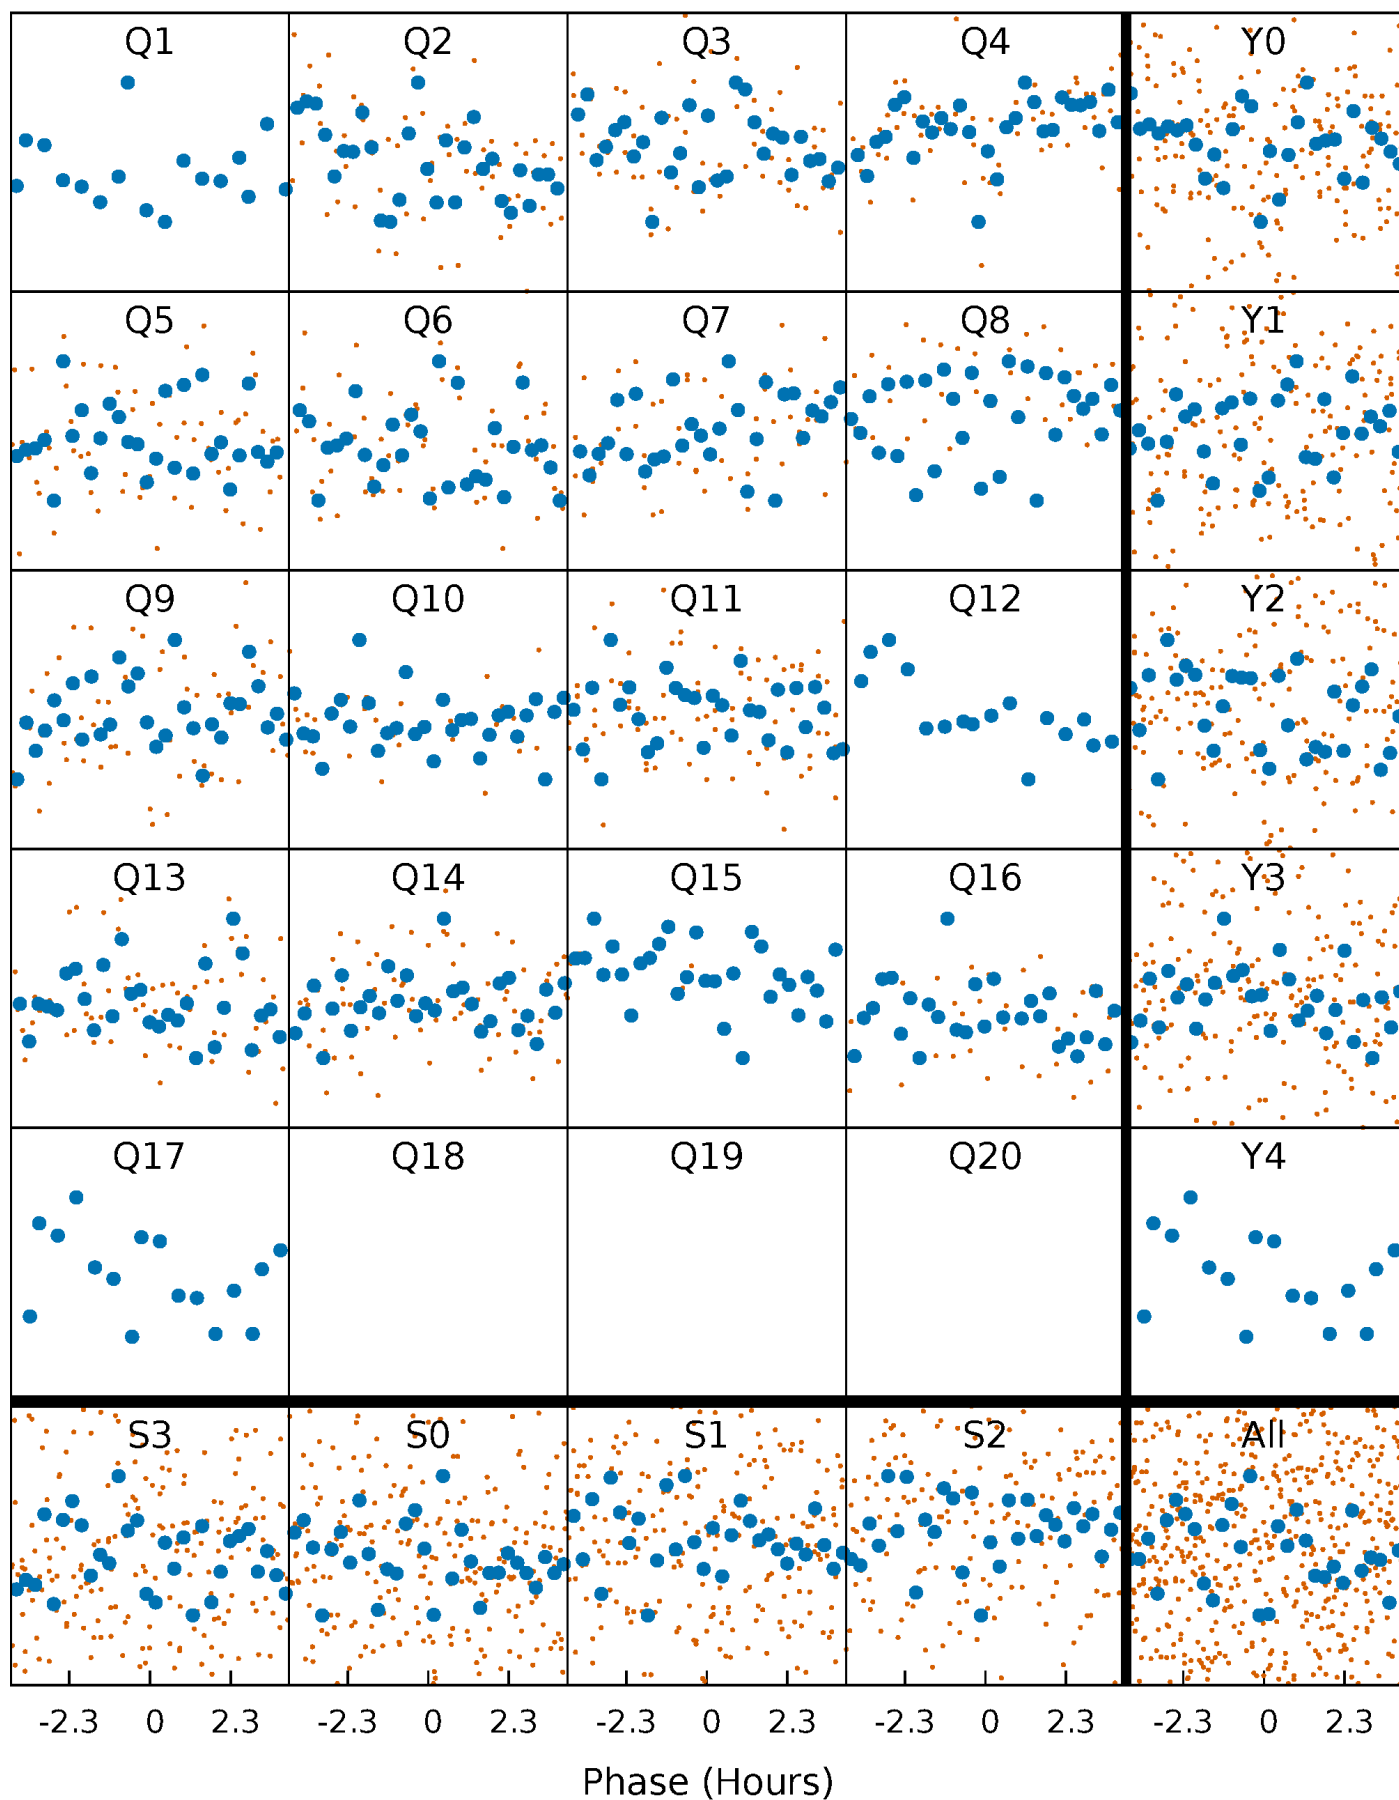 Q1 Q2 Q3 Q4 Y0
Q5 Q6 Q7 Q8 Y1
Q9 Q10 Q11 Q12 Y2
Q13 Q14 Q15 Q16 Y3
Q17 Q18 Q19 Q20 Y4
S3 S0 S1 S2 All
-2.3 0 2.3 -2.3 0 2.3 -2.3 0 2.3 -2.3 0 2.3 -2.3 0 2.3
Phase (Hours)